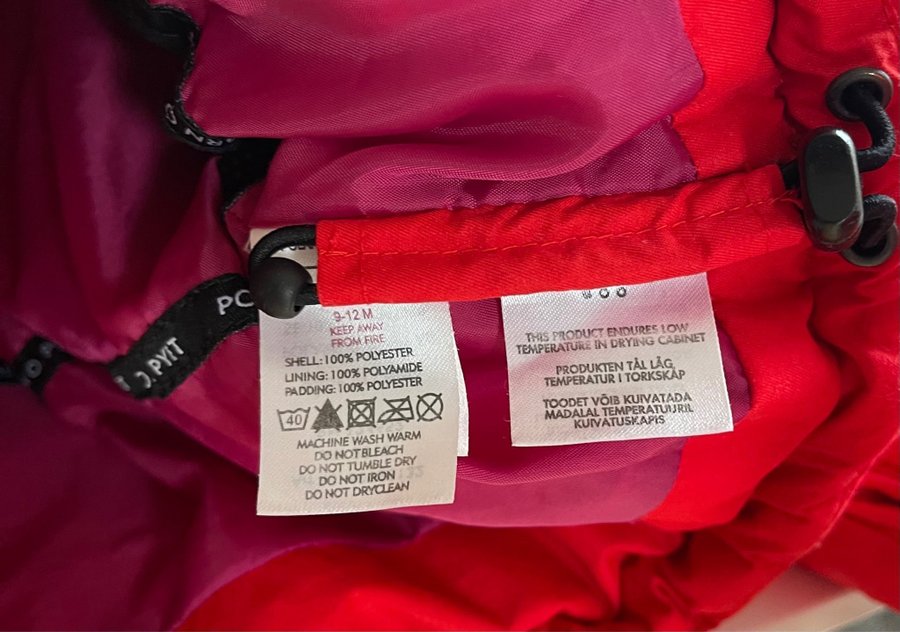 PC
PYIT
9-12 M
KEEP AWAY
FROM FIRE
SHELL: 100% POLYESTER
LINING: 100% POLYAMIDE
PADDING: 100% POLYESTER
40
MACHINE WASH WARM
DO NOT BLEACH
DO NOT TUMBLE DRY
DO NOT IRON
DO NOT DRYCLEAN
THIS PRODUCT ENDURES LOW
TEMPERATURE IN DRYING CABINET
PRODUKTEN TÅL LÅG
TEMPERATUR I TORKSKÅP
TOODET VÕIB KUIVATADA
MADALAL TEMPERATUURIL
KUIVATUSKAPIS